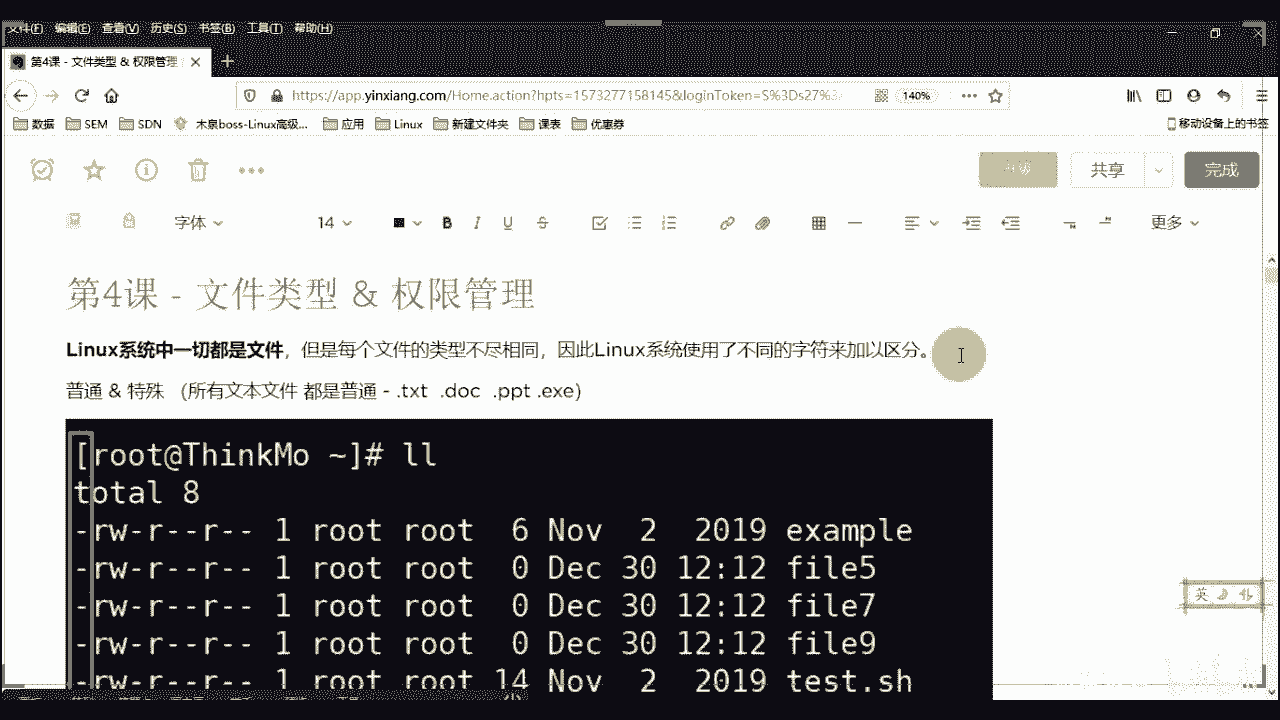 文件(F) 编辑(E) 查看(V) 历史(S) 书签(B) 工具(T) 帮助(H)
第4课 - 文件类型 & 权限管理
https://app.yinxiang.com/Home.action?hpts=1573277158145&loginToken=S%3Ds27%3 140%
数据 SEM SDN 木泉boss-Linux高级... 应用 Linux 新建文件夹 课表 优惠券 移动设备上的书签
共享 完成
字体 14 B I U S 更多
第4课 - 文件类型 & 权限管理
Linux系统中一切都是文件，但是每个文件的类型不尽相同，因此Linux系统使用了不同的字符来加以区分。
普通 & 特殊 （所有文本文件 都是普通 - .txt .doc .ppt .exe）
[root@ThinkMo ~]# ll
total 8
-rw-r--r-- 1 root root 6 Nov 2 2019 example
-rw-r--r-- 1 root root 0 Dec 30 12:12 file5
-rw-r--r-- 1 root root 0 Dec 30 12:12 file7
-rw-r--r-- 1 root root 0 Dec 30 12:12 file9
-rw-r--r-- 1 root root 14 Nov 2 2019 test.sh
英